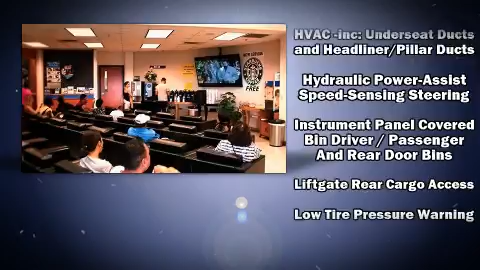 HVAC -inc: Underseat Ducts
and Headliner/Pillar Ducts
Hydraulic Power-Assist
Speed-Sensing Steering
Instrument Panel Covered
Bin Driver / Passenger
And Rear Door Bins
Liftgate Rear Cargo Access
Low Tire Pressure Warning
FREE